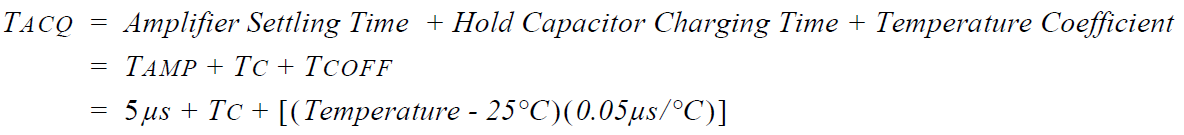 TACQ = Amplifier Settling Time + Hold Capacitor Charging Time + Temperature Coefficient
= TAMP + TC + TCOFF
= 5µs + TC + [(Temperature - 25°C)(0.05µs/°C)]